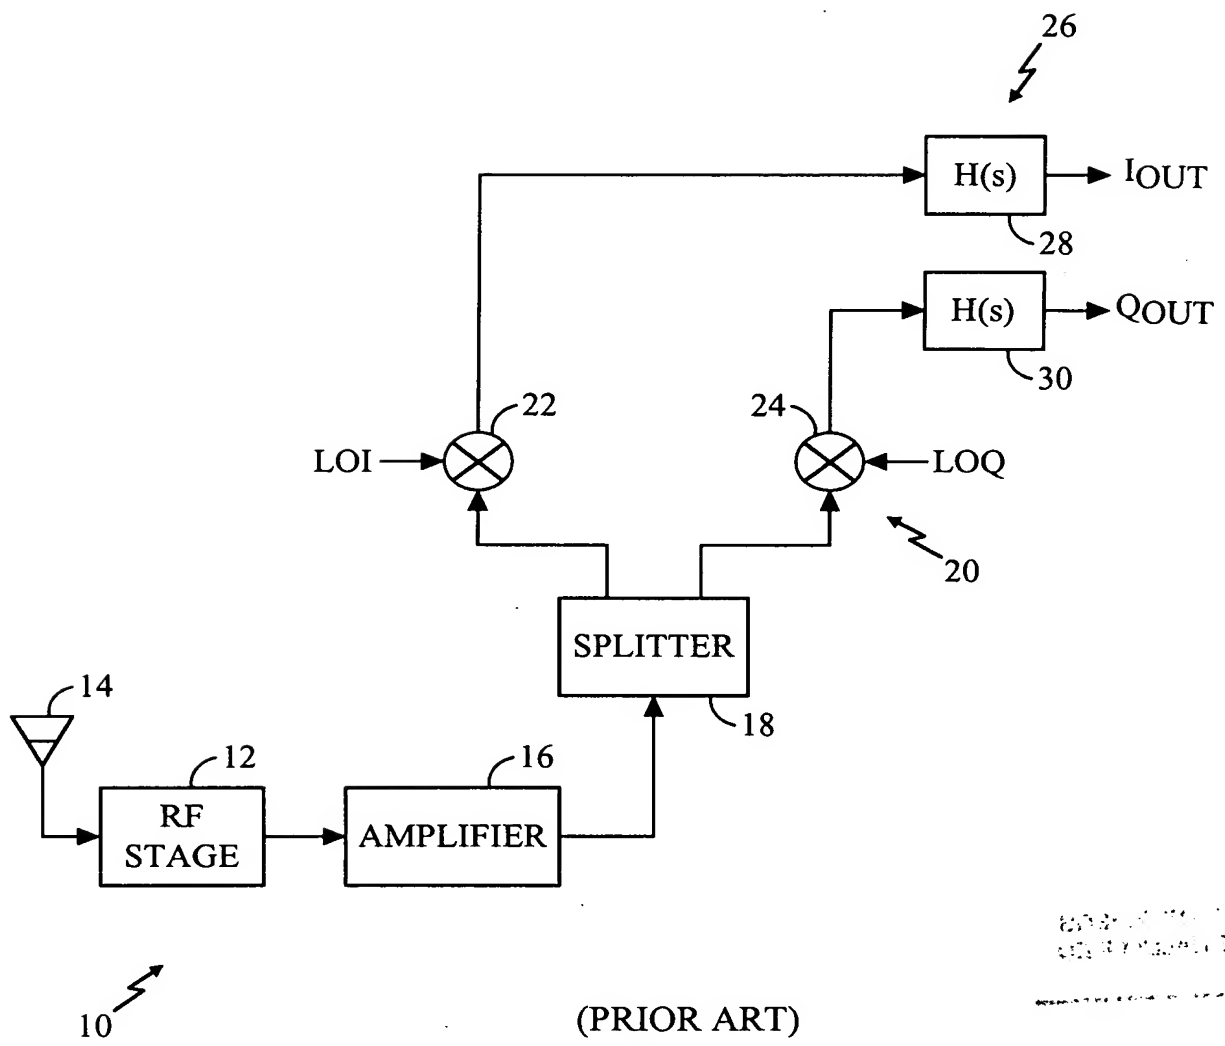 26
H(s)
IOUT
28
H(s)
QOUT
30
22
24
LOI
LOQ
20
SPLITTER
18
14
12
16
RF
STAGE
AMPLIFIER
10
(PRIOR ART)